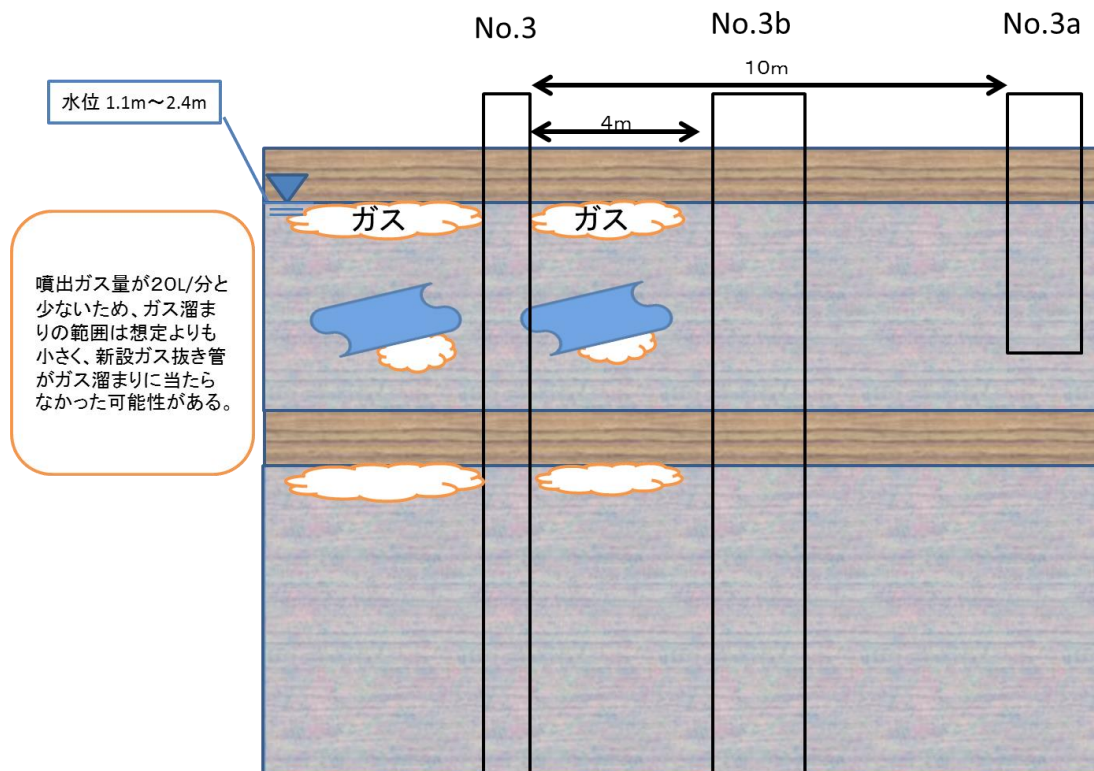 No.3
No.3b
No.3a
10m
4m
水位 1.1m～2.4m
ガス
ガス
噴出ガス量が20L/分と
少ないため、ガス溜ま
りの範囲は想定よりも
小さく、新設ガス抜き管
がガス溜まりに当たら
なかった可能性がある。